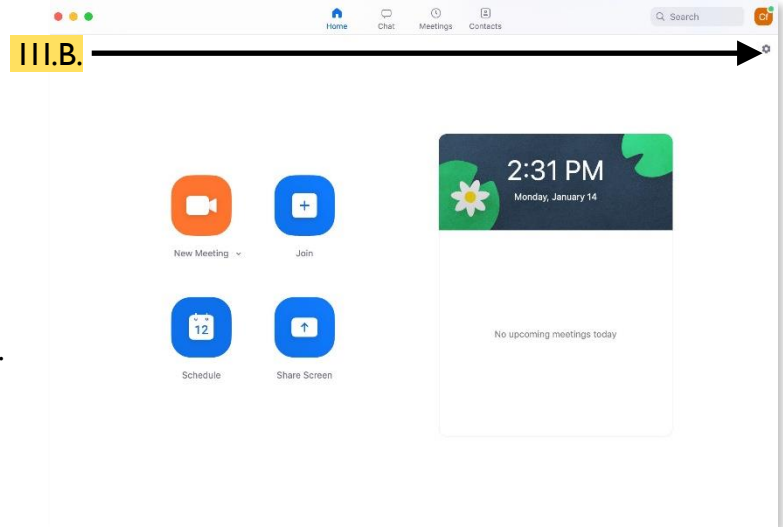 Home Chat Meetings Contacts
Search
Cf
III.B.
2:31 PM
Monday, January 14
New Meeting Join
12
No upcoming meetings today
.
Schedule Share Screen